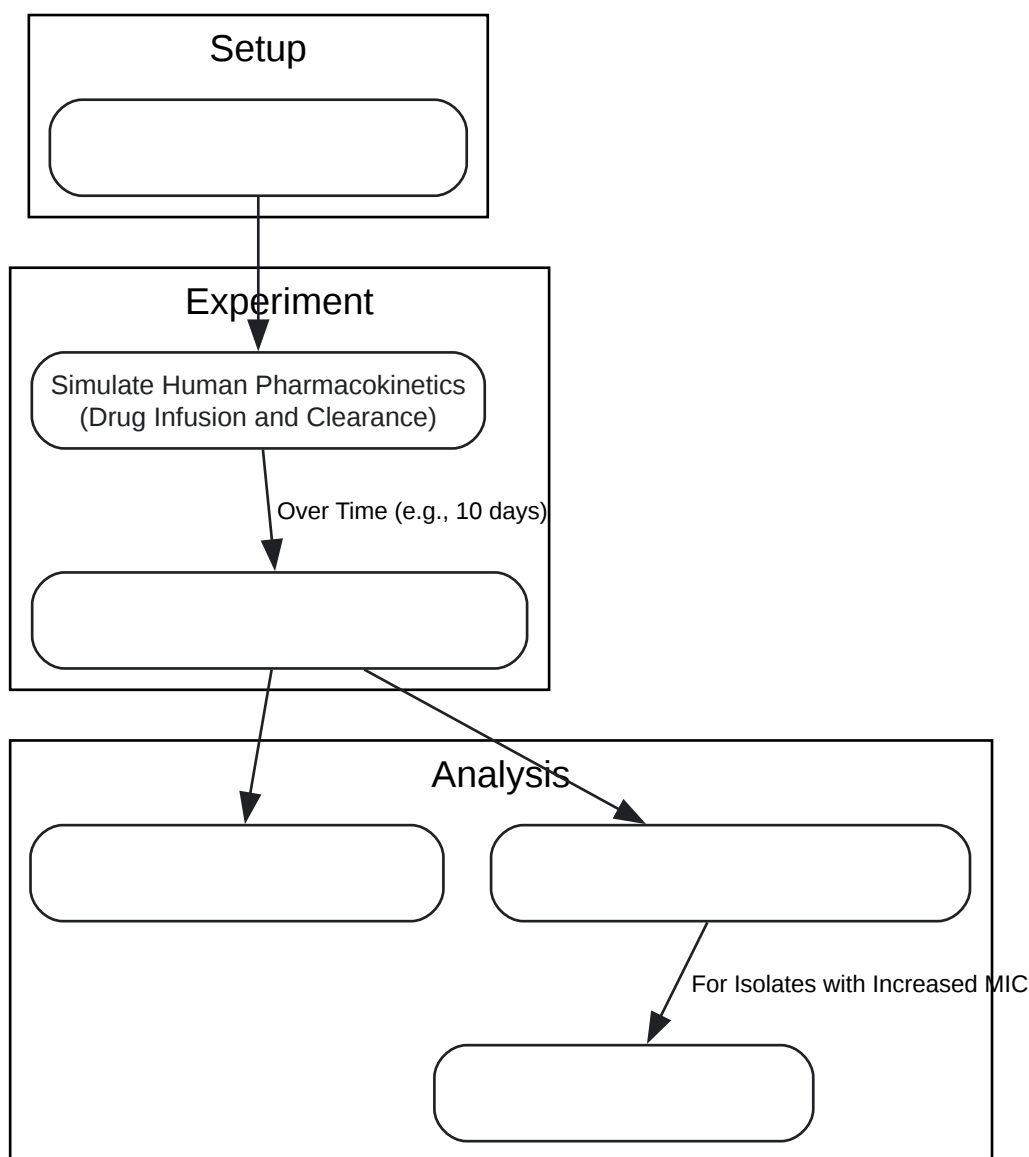 Setup
Experiment
Simulate Human Pharmacokinetics
(Drug Infusion and Clearance)
Over Time (e.g., 10 days)
Analysis
For Isolates with Increased MIC